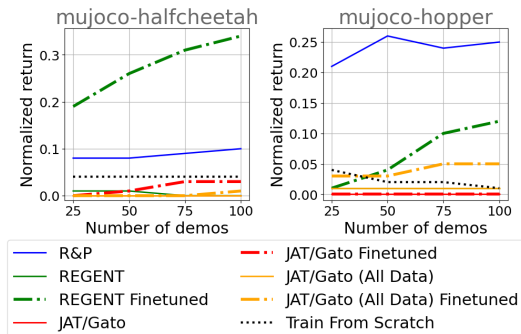 mujoco-halfcheetah
mujoco-hopper
Normalized return
0.3
0.2
0.1
0.0
25
50
75
100
Number of demos
Normalized return
0.25
0.20
0.15
0.10
0.05
0.00
25
50
75
100
Number of demos
R&P
REGENT
REGENT Finetuned
JAT/Gato
JAT/Gato Finetuned
JAT/Gato (All Data)
JAT/Gato (All Data) Finetuned
Train From Scratch